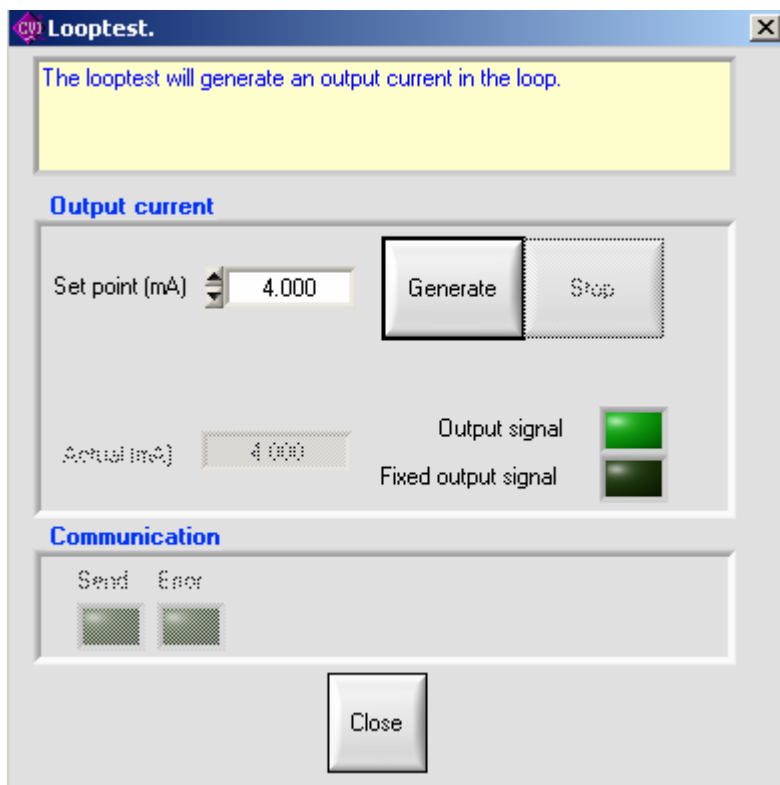 CVI Looptest.
The looptest will generate an output current in the loop.
Output current
Set point (mA) 4.000 Generate Stop
Output signal
Actual (mA) 4.000
Fixed output signal
Communication
Send Error
Close